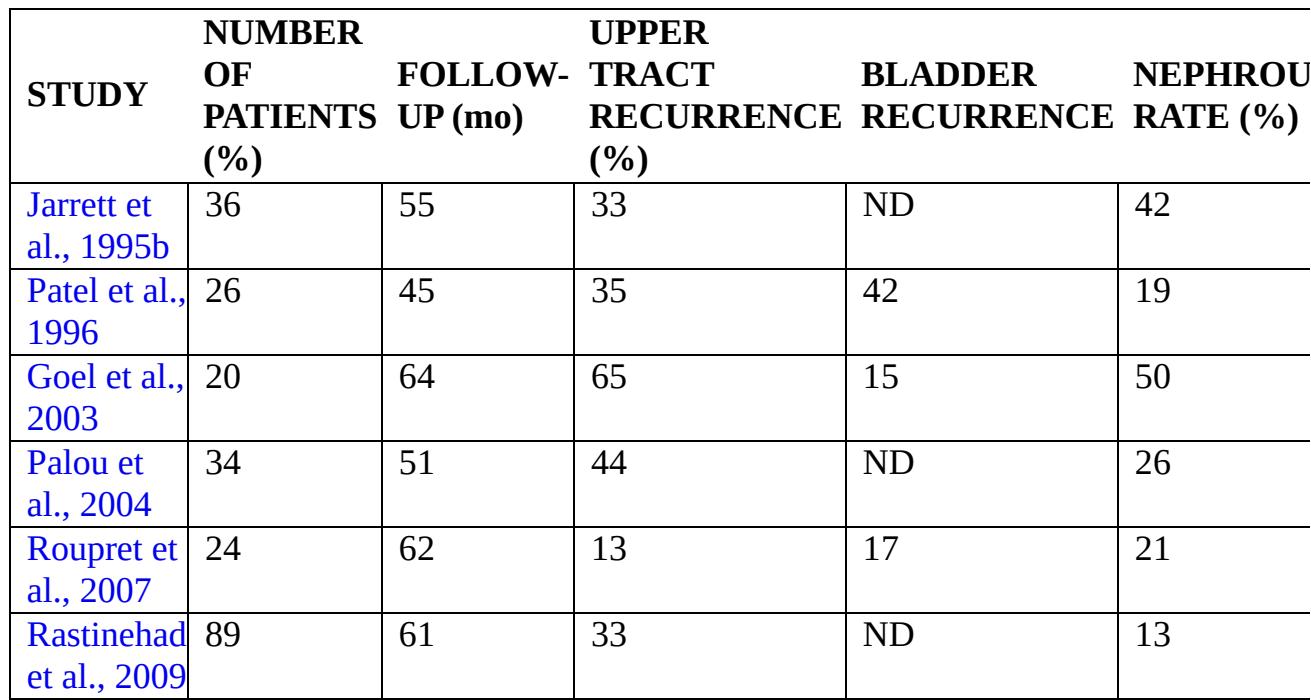 STUDY
NUMBER
OF
PATIENTS
(%)
FOLLOW-
UP (mo)
UPPER
TRACT
RECURRENCE
(%)
BLADDER
RECURRENCE
NEPHROU
RATE (%)
Jarrett et
al., 1995b
36
55
33
ND
42
Patel et al.,
1996
26
45
35
42
19
Goel et al.,
2003
20
64
65
15
50
Palou et
al., 2004
34
51
44
ND
26
Roupret et
al., 2007
24
62
13
17
21
Rastinehad
et al., 2009
89
61
33
ND
13